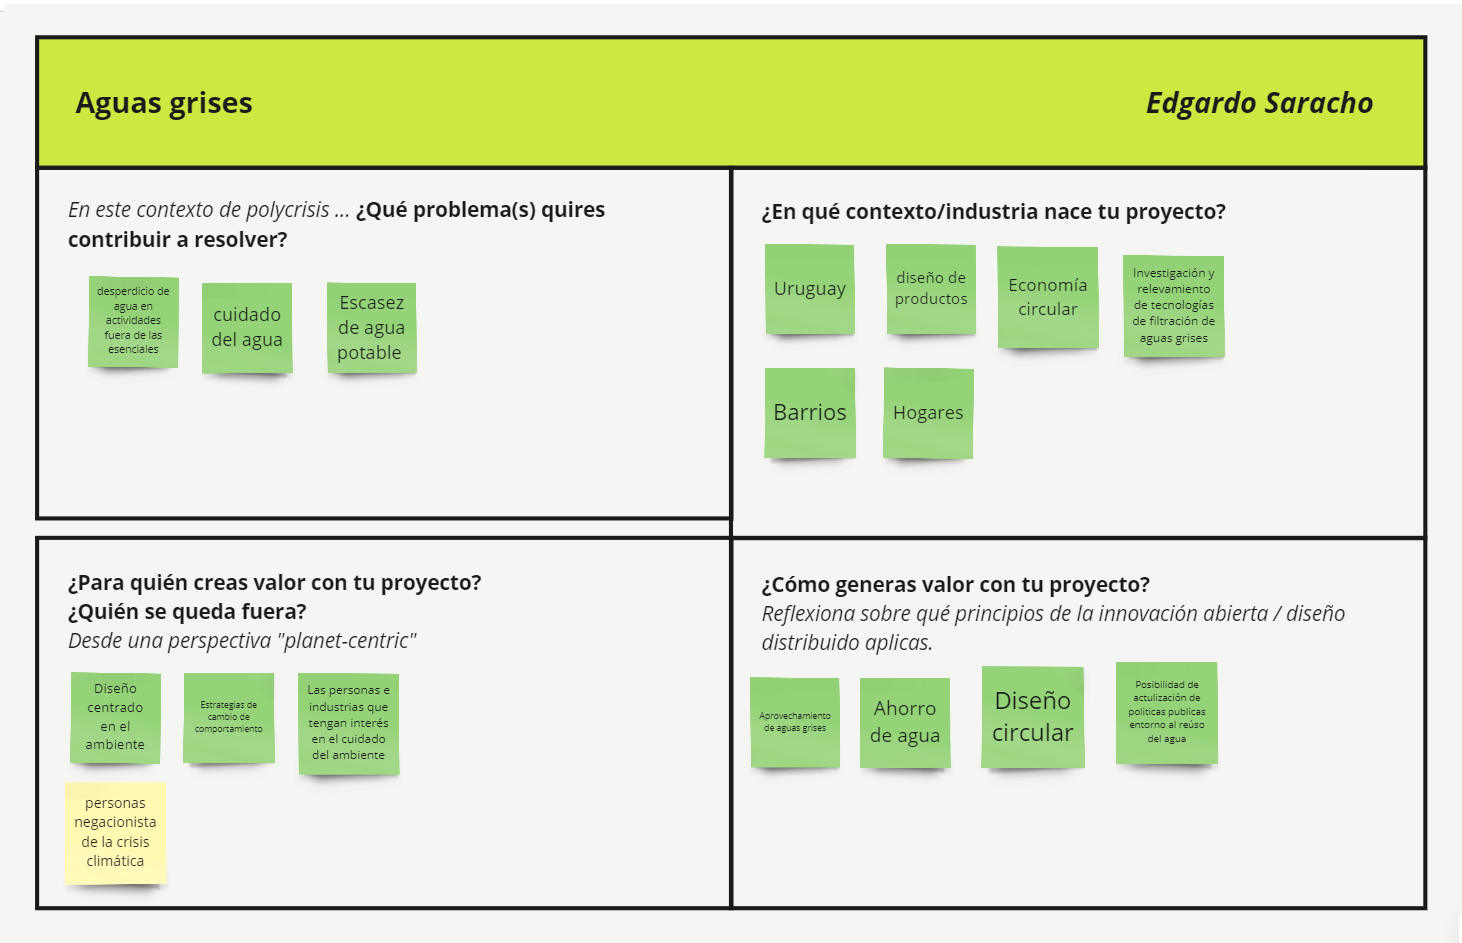 Aguas grises
Edgardo Saracho
En este contexto de polycrisis ... ¿Qué problema(s) quires
contribuir a resolver?
desperdicio de
agua en
actividades
fuera de las
esenciales
cuidado
del agua
Escasez
de agua
potable
¿En qué contexto/industria nace tu proyecto?
Uruguay
diseño de
productos
Economía
circular
Investigación y
relevamiento
de tecnologías
de filtración de
aguas grises
Barrios
Hogares
¿Para quién creas valor con tu proyecto?
¿Quién se queda fuera?
Desde una perspectiva "planet-centric"
Diseño
centrado
en el
ambiente
Estrategias de
cambio de
comportamiento
Las personas e
industrias que
tengan interés
en el cuidado
del ambiente
personas
negacionista
de la crisis
climática
¿Cómo generas valor con tu proyecto?
Reflexiona sobre qué principios de la innovación abierta / diseño
distribuido aplicas.
Aprovechamiento
de aguas grises
Ahorro
de agua
Diseño
circular
Posibilidad de
actulización de
politicas publicas
entorno al reúso
del agua